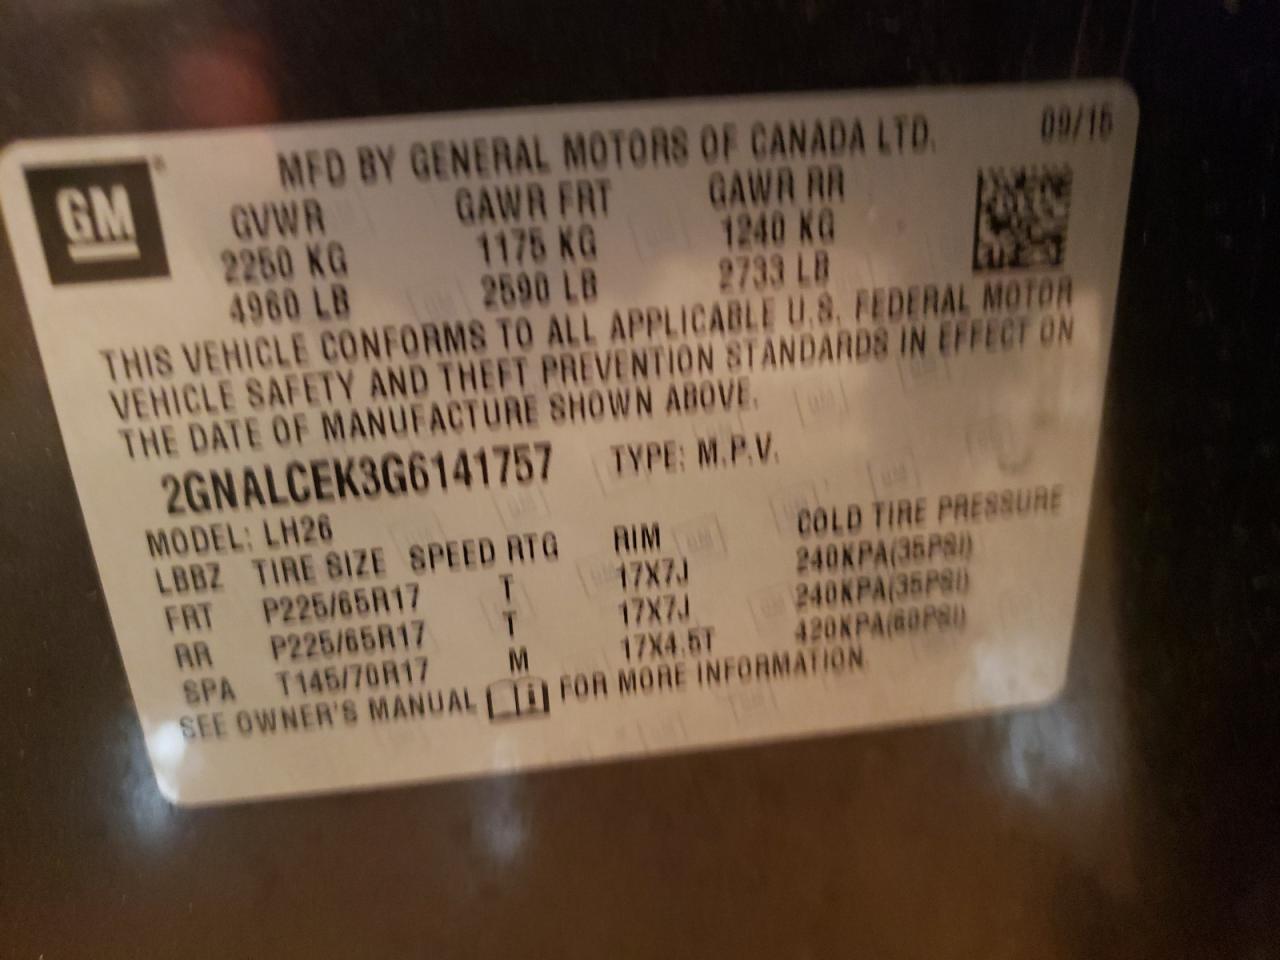 GM
MFD BY GENERAL MOTORS OF CANADA LTD. 09/15
GVWR GAWR FRT GAWR RR
2250 KG 1175 KG 1240 KG
4960 LB 2590 LB 2733 LB
THIS VEHICLE CONFORMS TO ALL APPLICABLE U.S. FEDERAL MOTOR
VEHICLE SAFETY AND THEFT PREVENTION STANDARDS IN EFFECT ON
THE DATE OF MANUFACTURE SHOWN ABOVE.
2GNALCEK3G6141757 TYPE: M.P.V.
MODEL: LH26
LBBZ TIRE SIZE SPEED RTG RIM COLD TIRE PRESSURE
FRT P225/65R17 T 17X7J 240KPA(35PSI)
RR P225/65R17 T 17X7J 240KPA(35PSI)
SPA T145/70R17 M 17X4.5T 420KPA(60PSI)
SEE OWNER'S MANUAL FOR MORE INFORMATION.